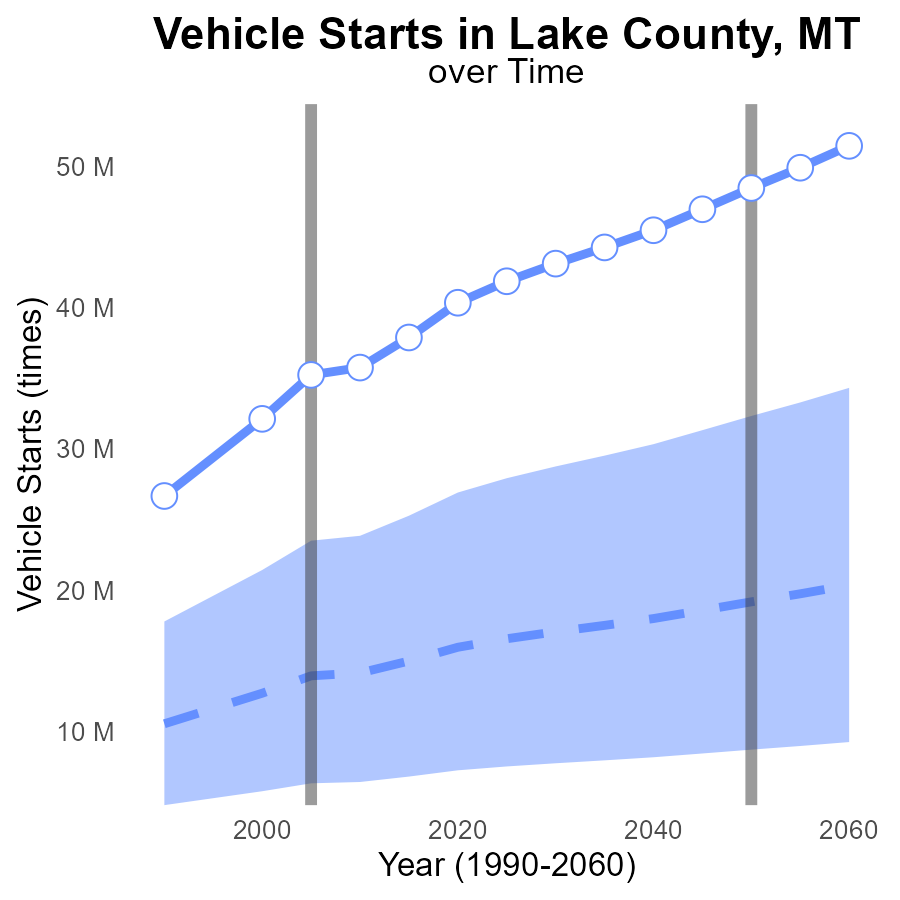 Vehicle Starts in Lake County, MT
over Time
Vehicle Starts (times)
50 M
40 M
30 M
20 M
10 M
2000
2020
2040
2060
Year (1990-2060)